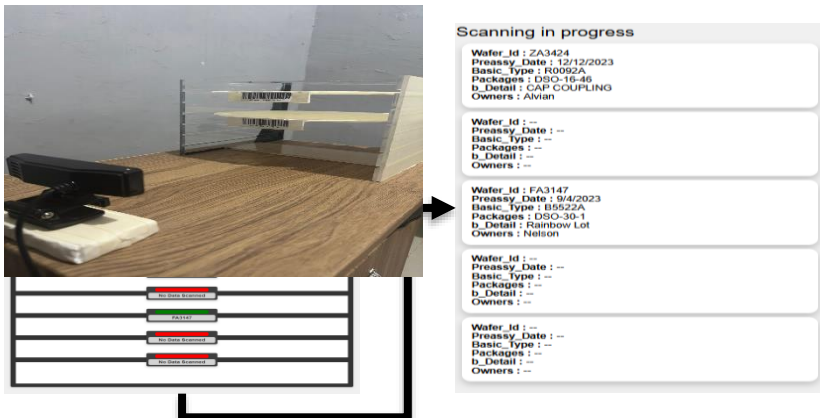 Scanning in progress
Wafer_Id : ZA3424
Preassy_Date : 12/12/2023
Basic_Type : R0092A
Packages : DSO-16-46
b_Detail : CAP COUPLING
Owners : Alvian
Wafer_Id : --
Preassy_Date : --
Basic_Type : --
Packages : --
b_Detail : --
Owners : --
Wafer_Id : FA3147
Preassy_Date : 9/4/2023
Basic_Type : B5522A
Packages : DSO-30-1
b_Detail : Rainbow Lot
Owners : Nelson
Wafer_Id : --
Preassy_Date : --
Basic_Type : --
Packages : --
b_Detail : --
Owners : --
Wafer_Id : --
Preassy_Date : --
Basic_Type : --
Packages : --
b_Detail : --
Owners : --
No Data Scanned
FA3147
No Data Scanned
No Data Scanned